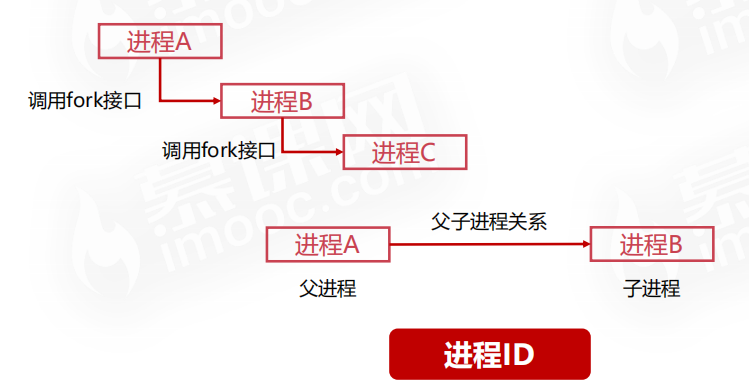 进程A
调用fork接口
进程B
调用fork接口
进程C
父子进程关系
进程A
进程B
父进程
子进程
进程ID
慕课网
imooc.com